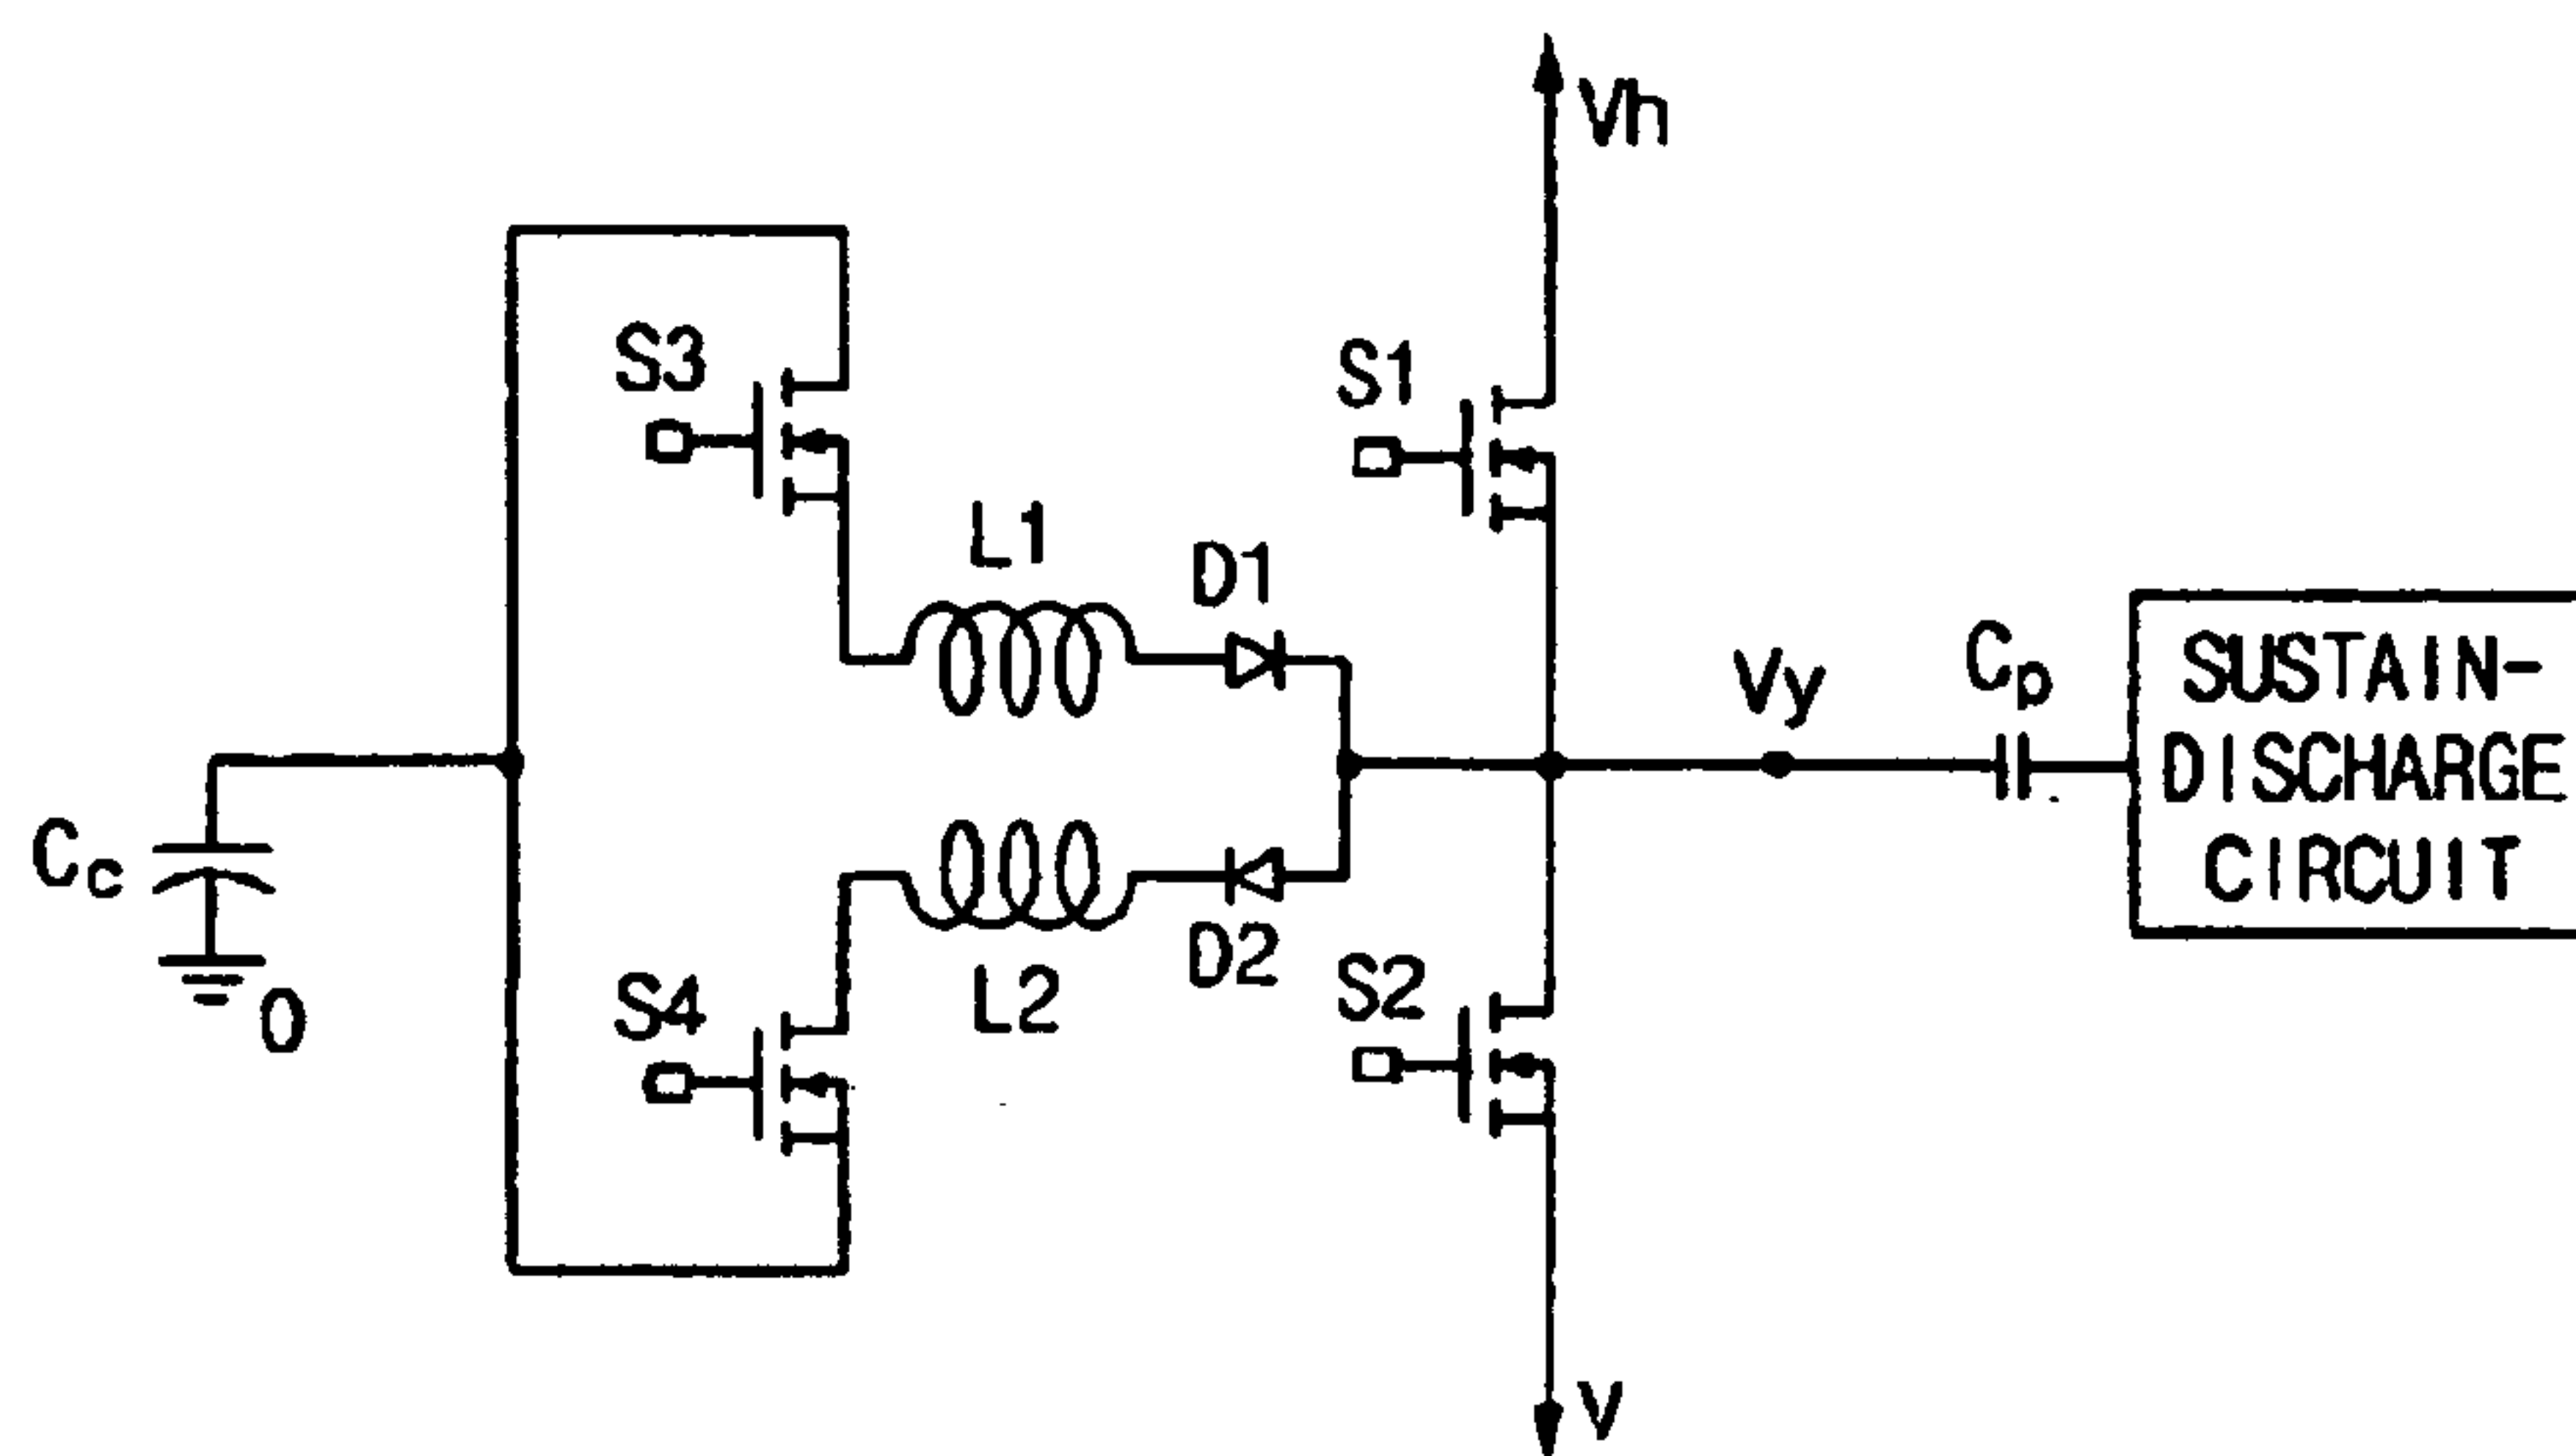 Vh
S3
S1
L1
D1
Vy
Cp
SUSTAIN-
DISCHARGE
CIRCUIT
Cc
0
S4
L2
D2
S2
V